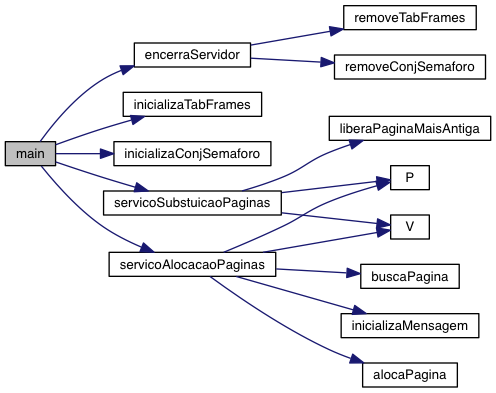 main
encerraServidor
inicializaTabFrames
inicializaConjSemaforo
servicoSubstuicaoPaginas
servicoAlocacaoPaginas
removeTabFrames
removeConjSemaforo
liberaPaginaMaisAntiga
P
V
buscaPagina
inicializaMensagem
alocaPagina